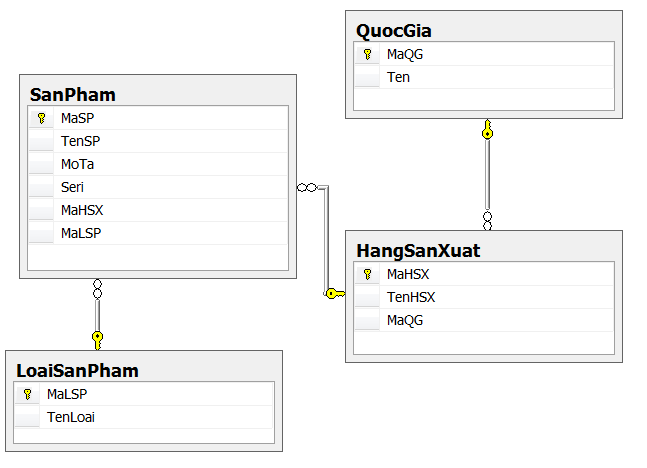 QuocGia
MaQG
Ten
SanPham
MaSP
TenSP
MoTa
Seri
MaHSX
MaLSP
HangSanXuat
MaHSX
TenHSX
MaQG
LoaiSanPham
MaLSP
TenLoai